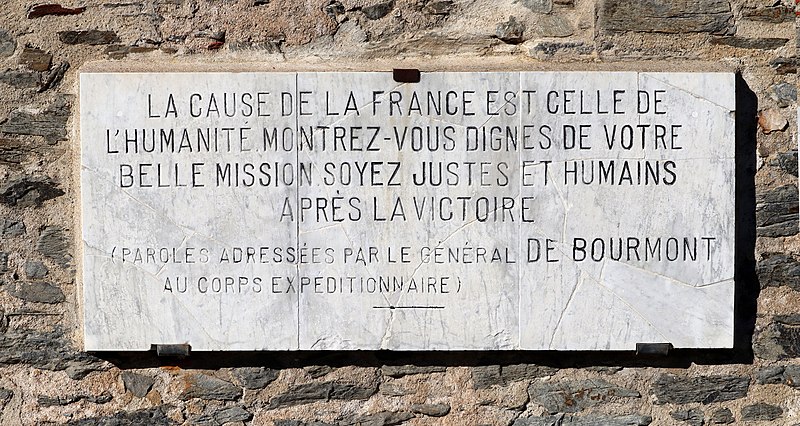 LA CAUSE DE LA FRANCE EST CELLE DE
L'HUMANITÉ. MONTREZ-VOUS DIGNES DE VOTRE
BELLE MISSION. SOYEZ JUSTES ET HUMAINS
APRÈS LA VICTOIRE
(PAROLES ADRESSÉES PAR LE GÉNÉRAL DE BOURMONT
AU CORPS EXPEDITIONNAIRE)